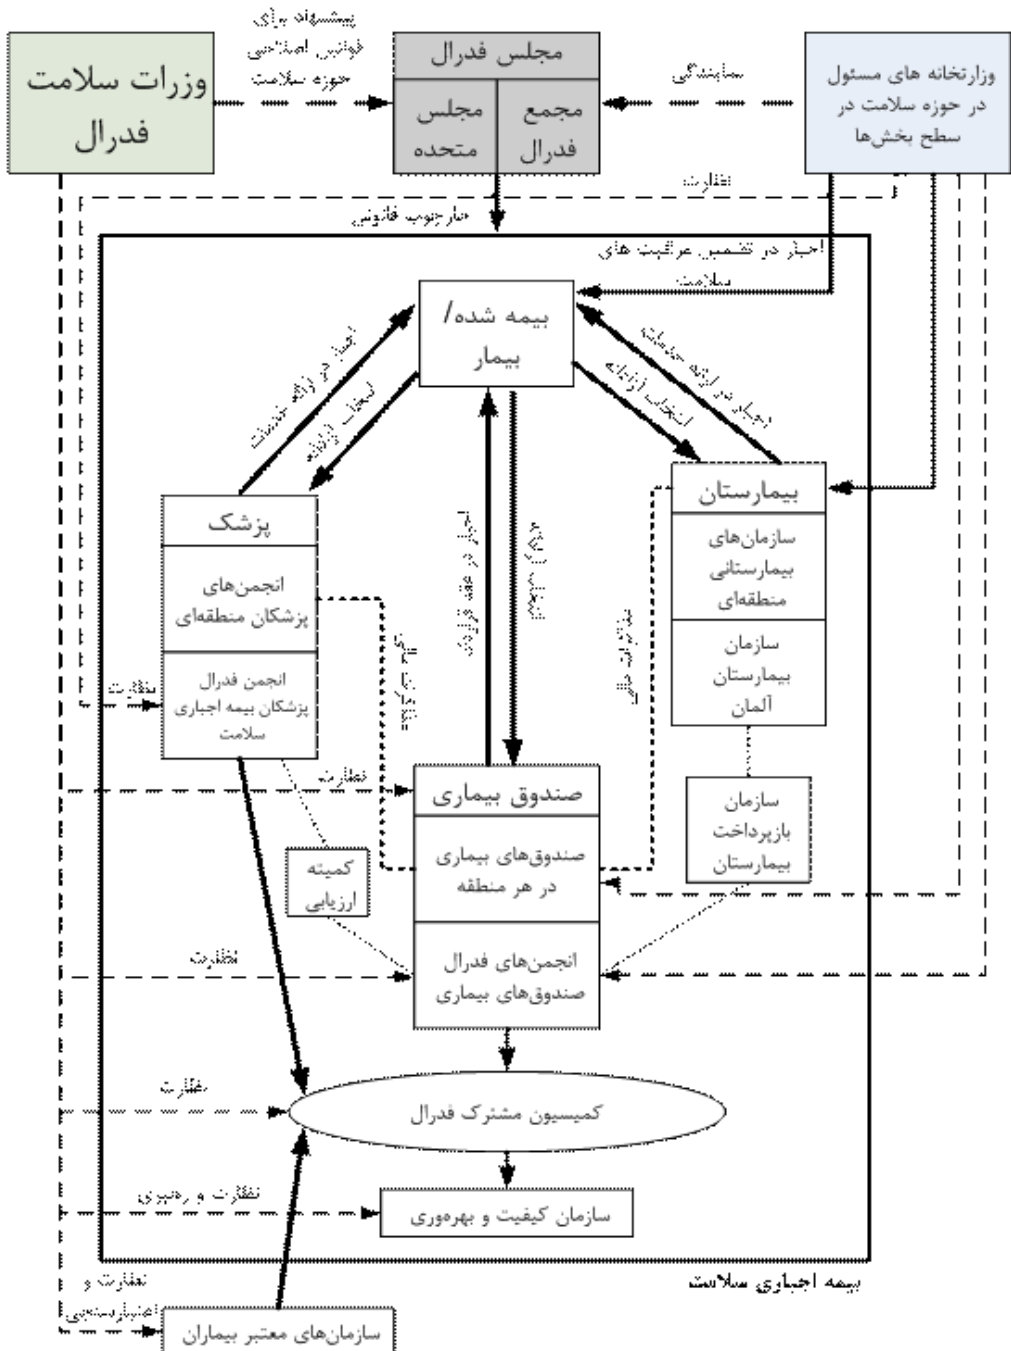 پیشنهاد برای
قوانین اصلاحی
حوزه سلامت
وزرات سلامت
فدرال
مجلس فدرال
مجمع
فدرال
مجلس
متحده
نمایندگی
وزارتخانه های مسئول
در حوزه سلامت در
سطح بخش‌ها
نظارت
چارچوب قانونی
اجبار در تضمین مراقبت های
سلامت
بیمه شده/
بیمار
اجبار در ارائه خدمات
انتخاب آزادانه
اجبار در ارائه خدمات
انتخاب آزادانه
پزشک
انجمن‌های
پزشکان منطقه‌ای
انجمن فدرال
پزشکان بیمه اجباری
سلامت
بیمارستان
سازمان‌های
بیمارستانی
منطقه‌ای
سازمان
بیمارستان
آلمان
اجبار در عقد قرارداد
انتخاب آزادانه
مذاکرات مالی
مذاکرات مالی
نظارت
نظارت
صندوق بیماری
صندوق‌های بیماری
در هر منطقه
انجمن‌های فدرال
صندوق‌های بیماری
کمیته
ارزیابی
سازمان
بازپرداخت
بیمارستان
نظارت
نظارت
کمیسیون مشترک فدرال
نظارت و رهبری
سازمان کیفیت و بهره‌وری
بیمه اجباری سلامت
نظارت و
اعتبارسنجی
سازمان‌های معتبر بیماران